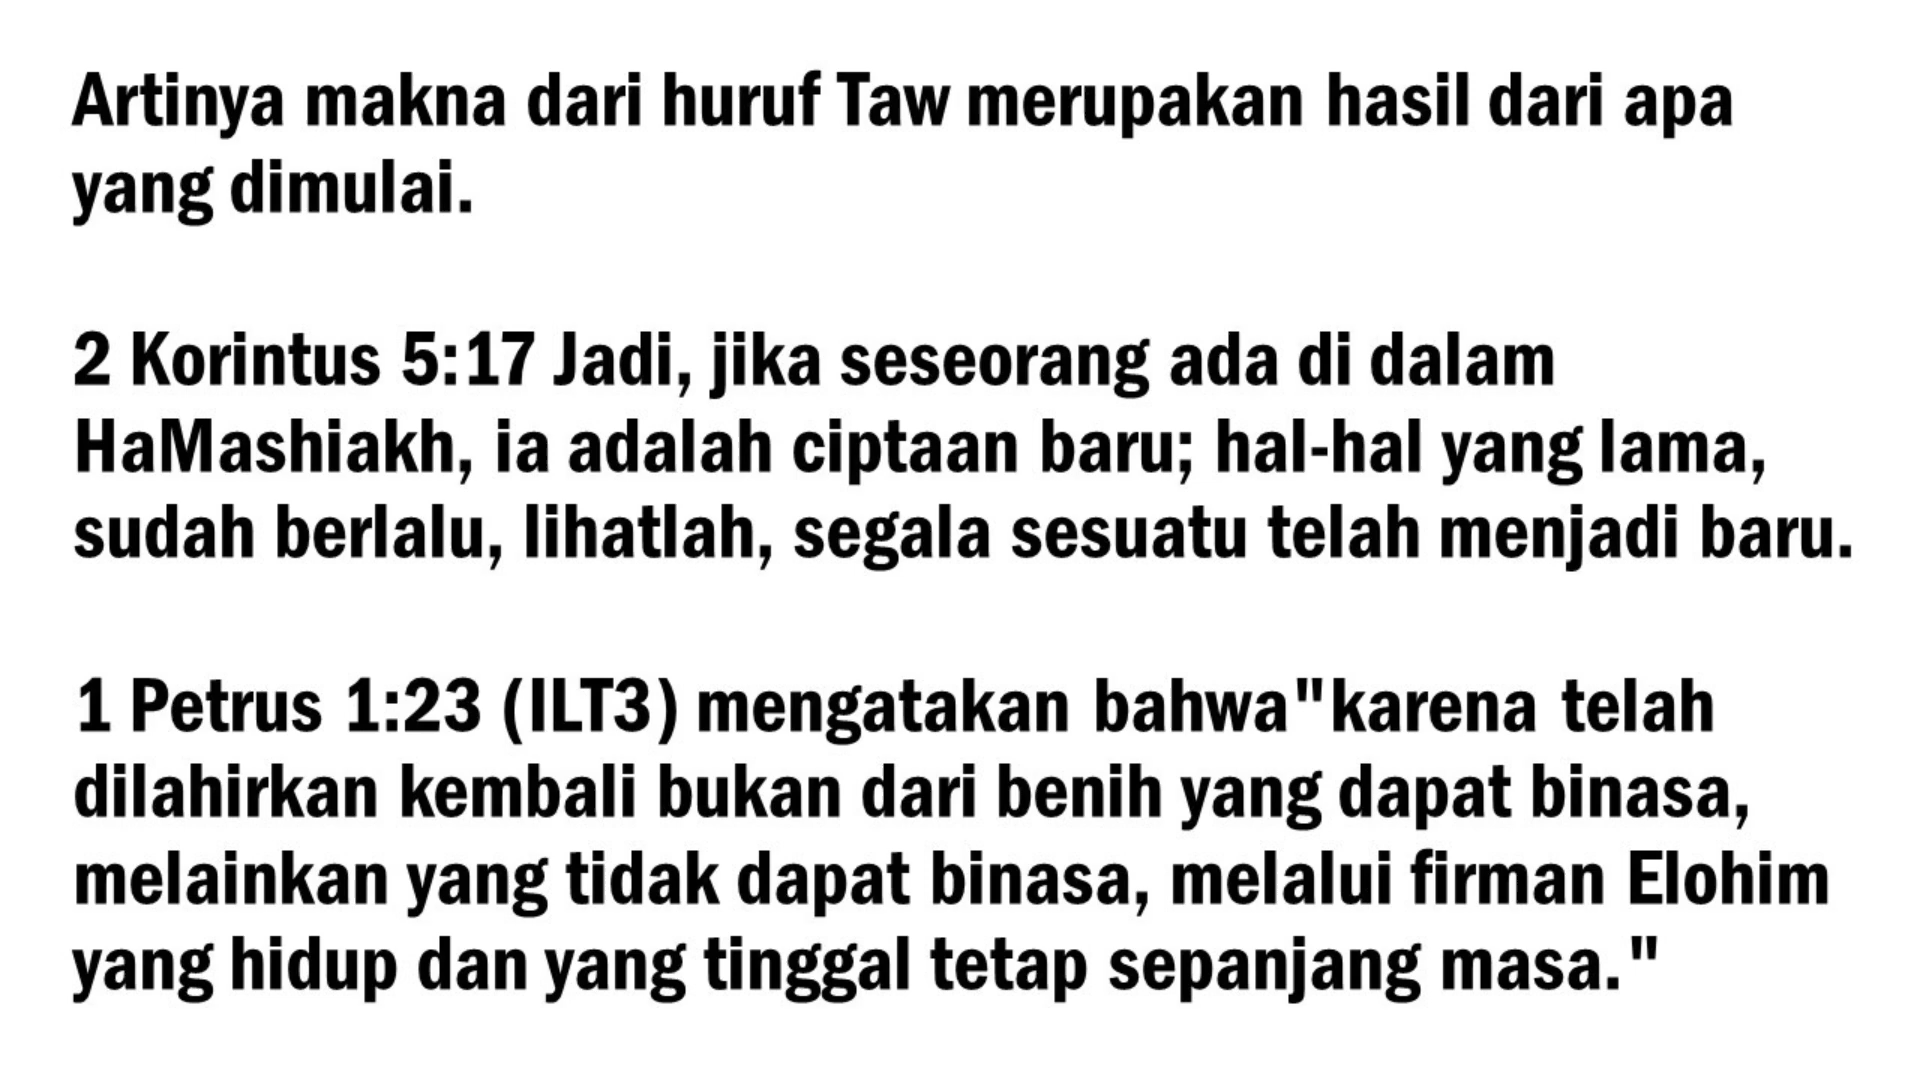 Artinya makna dari huruf Taw merupakan hasil dari apa
yang dimulai.
2 Korintus 5:17 Jadi, jika seseorang ada di dalam
HaMashiakh, ia adalah ciptaan baru; hal-hal yang lama,
sudah berlalu, lihatlah, segala sesuatu telah menjadi baru.
1 Petrus 1:23 (ILT3) mengatakan bahwa"karena telah
dilahirkan kembali bukan dari benih yang dapat binasa,
melainkan yang tidak dapat binasa, melalui firman Elohim
yang hidup dan yang tinggal tetap sepanjang masa."